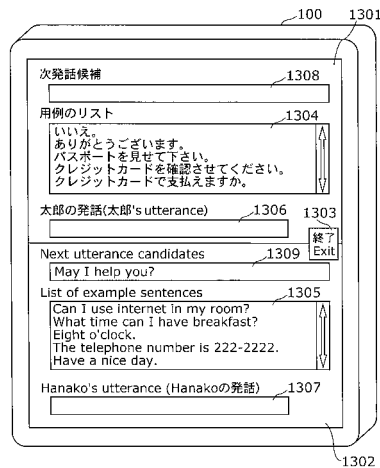 100
1301
次発話候補
1308
用例のリスト
1304
いいえ。
ありがとうございます。
パスポートを見せて下さい。
クレジットカードを確認させてください。
クレジットカードで支払えますか。
太郎の発話(太郎's utterance)
1306
1303
終了
Exit
Next utterance candidates
1309
May I help you?
List of example sentences
1305
Can I use internet in my room?
What time can I have breakfast?
Eight o'clock.
The telephone number is 222-2222.
Have a nice day.
Hanako's utterance (Hanakoの発話)
1307
1302